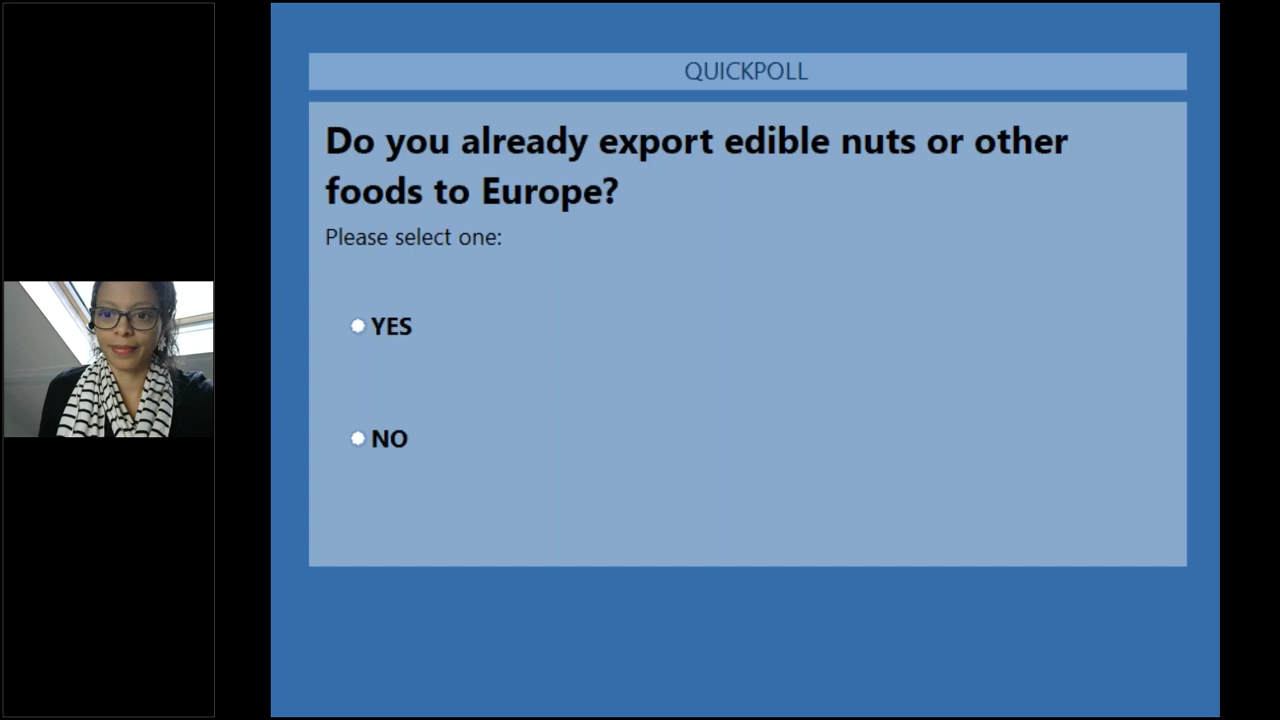 QUICKPOLL
Do you already export edible nuts or other
foods to Europe?
Please select one:
YES
NO